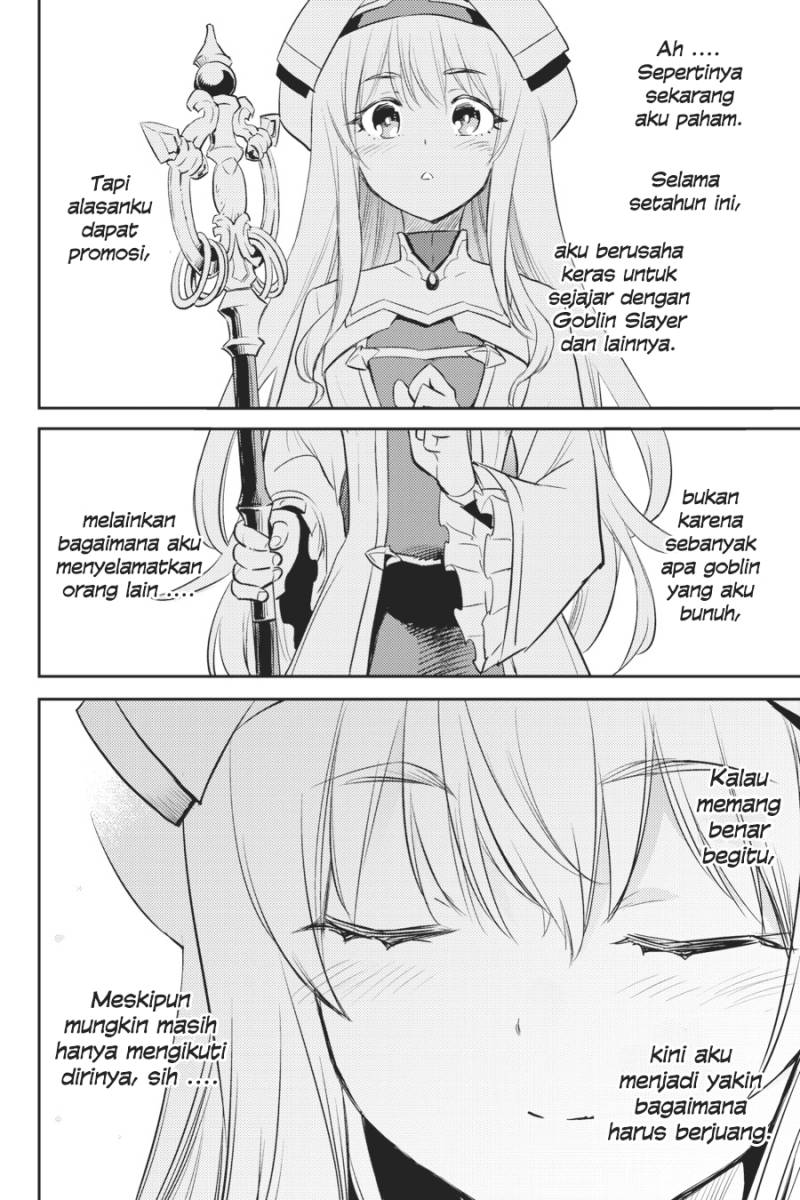 Ah ....
Sepertinya
sekarang
aku paham.
Selama
setahun ini,
aku berusaha
keras untuk
sejajar dengan
Goblin Slayer
dan lainnya.
Tapi
alasanku
dapat
promosi,
bukan
karena
sebanyak
apa goblin
yang aku
bunuh,
melainkan
bagaimana aku
menyelamatkan
orang lain ....
Kalau
memang
benar
begitu,
kini aku
menjadi yakin
bagaimana
harus berjuang.
Meskipun
mungkin masih
hanya mengikuti
dirinya, sih ....